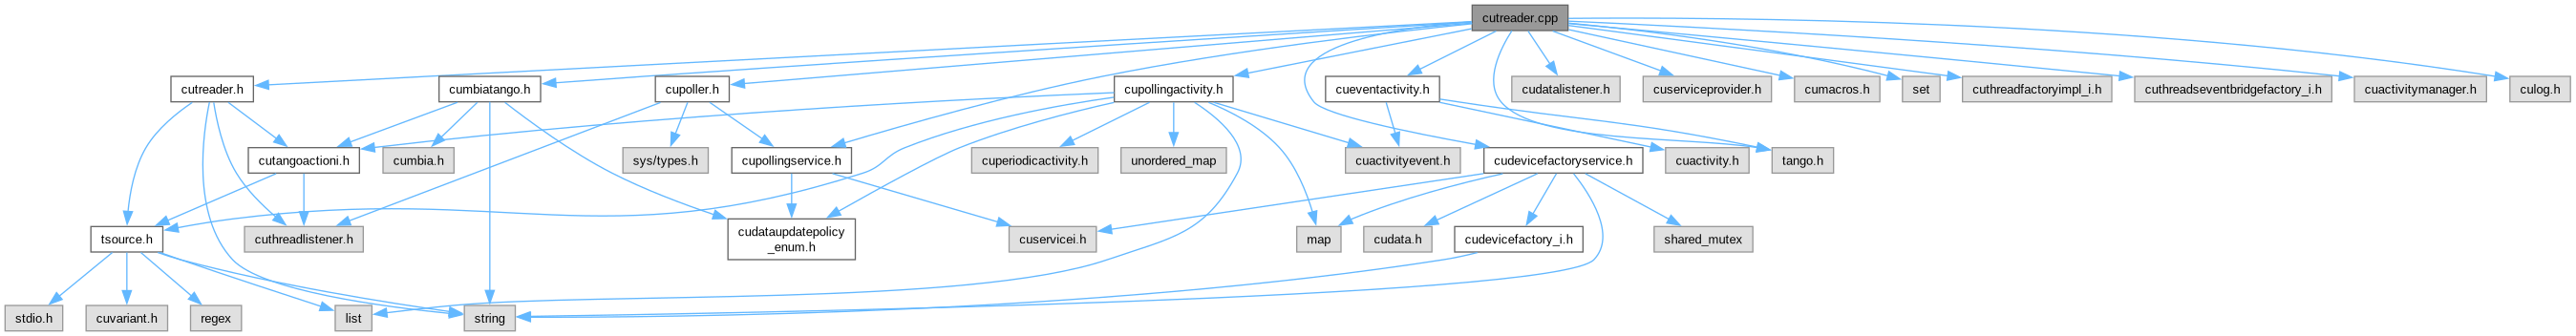 cutreader.cpp
cutreader.h
cumbiatango.h
cupoller.h
cupollingactivity.h
cueventactivity.h
cudatalistener.h
cuserviceprovider.h
cumacros.h
set
cuthreadfactoryimpl_i.h
cuthreadseventbridgefactory_i.h
cuactivitymanager.h
culog.h
cutangoactioni.h
cumbia.h
sys/types.h
cupollingservice.h
cuperiodicactivity.h
unordered_map
cuactivityevent.h
cudevicefactoryservice.h
cuactivity.h
tango.h
tsource.h
cuthreadlistener.h
cudataupdatepolicy
_enum.h
cuservicei.h
map
cudata.h
cudevicefactory_i.h
shared_mutex
stdio.h
cuvariant.h
regex
list
string